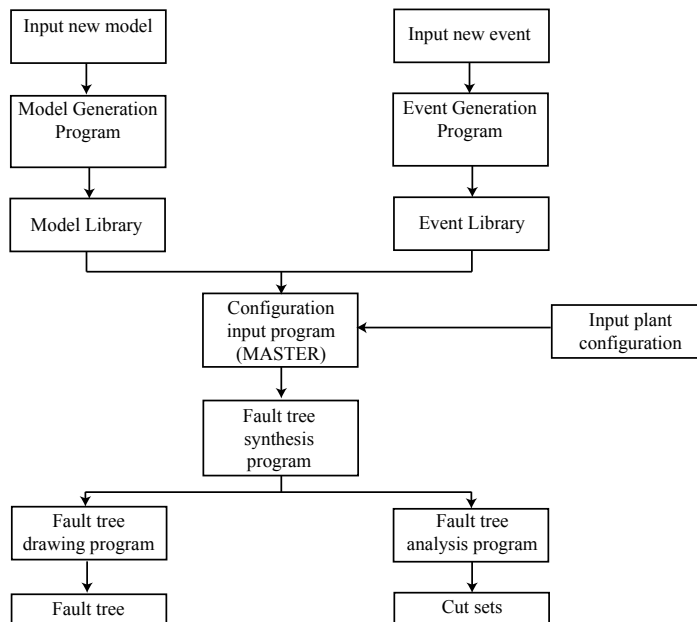 Input new model
Input new event
Model Generation
Program
Event Generation
Program
Model Library
Event Library
Configuration
input program
(MASTER)
Input plant
configuration
Fault tree
synthesis
program
Fault tree
drawing program
Fault tree
analysis program
Fault tree
Cut sets